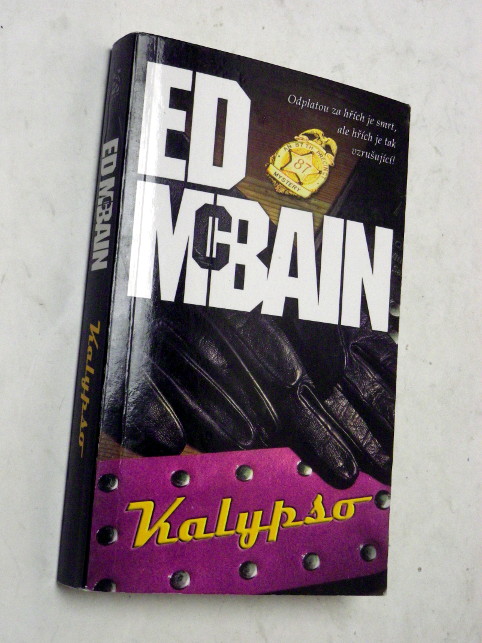 ED
McBAIN
Odplatou za hřích je smrt,
ale hřích je tak
vzrušující!
87
MYSTERY
Kalypso
ED McBAIN
Kalypso